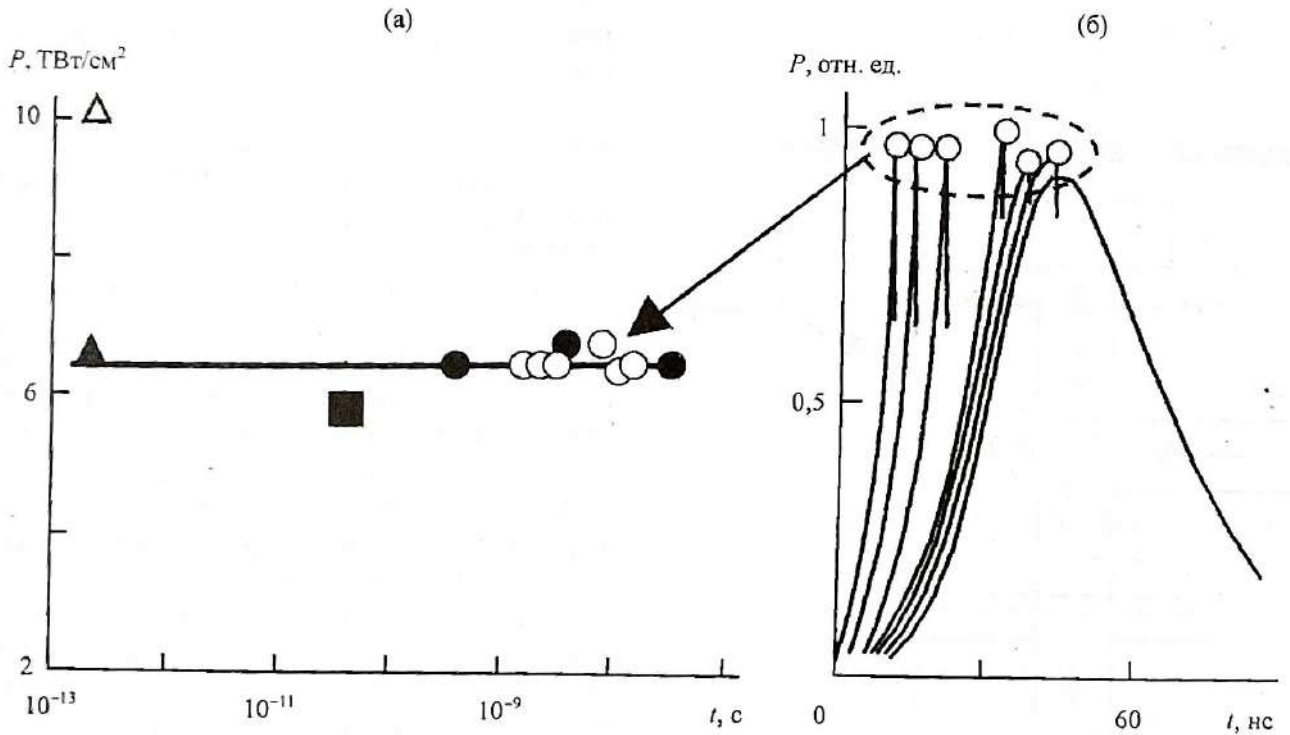 (а)
(б)
P, ТВт/см²
P, отн. ед.
10
6
2
10⁻¹³
10⁻¹¹
10⁻⁹
t, с
1
0,5
0
60
t, нс